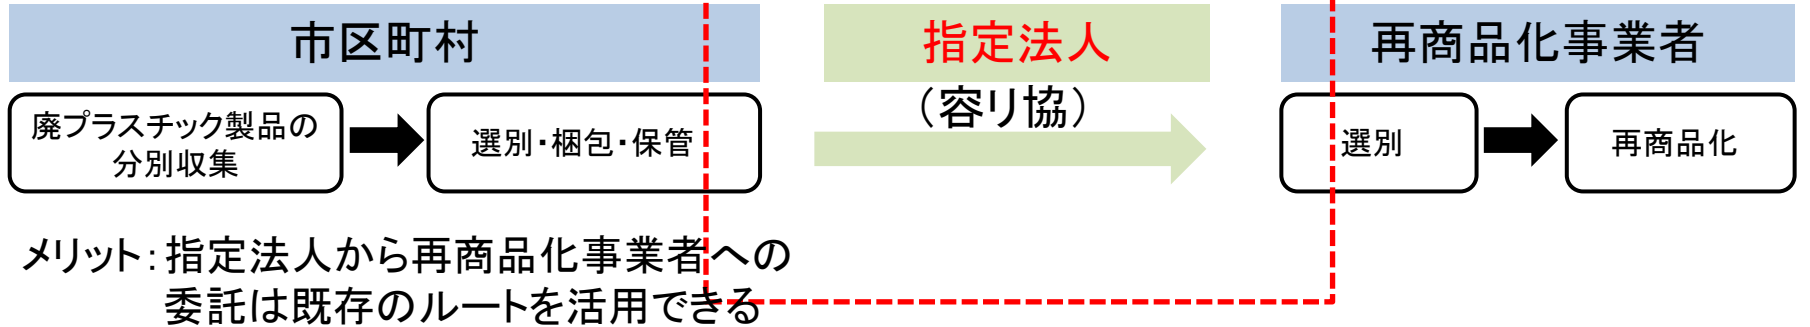 市区町村
指定法人
再商品化事業者
(容リ協)
廃プラスチック製品の
分別収集
選別・梱包・保管
選別
再商品化
メリット：指定法人から再商品化事業者への
委託は既存のルートを活用できる